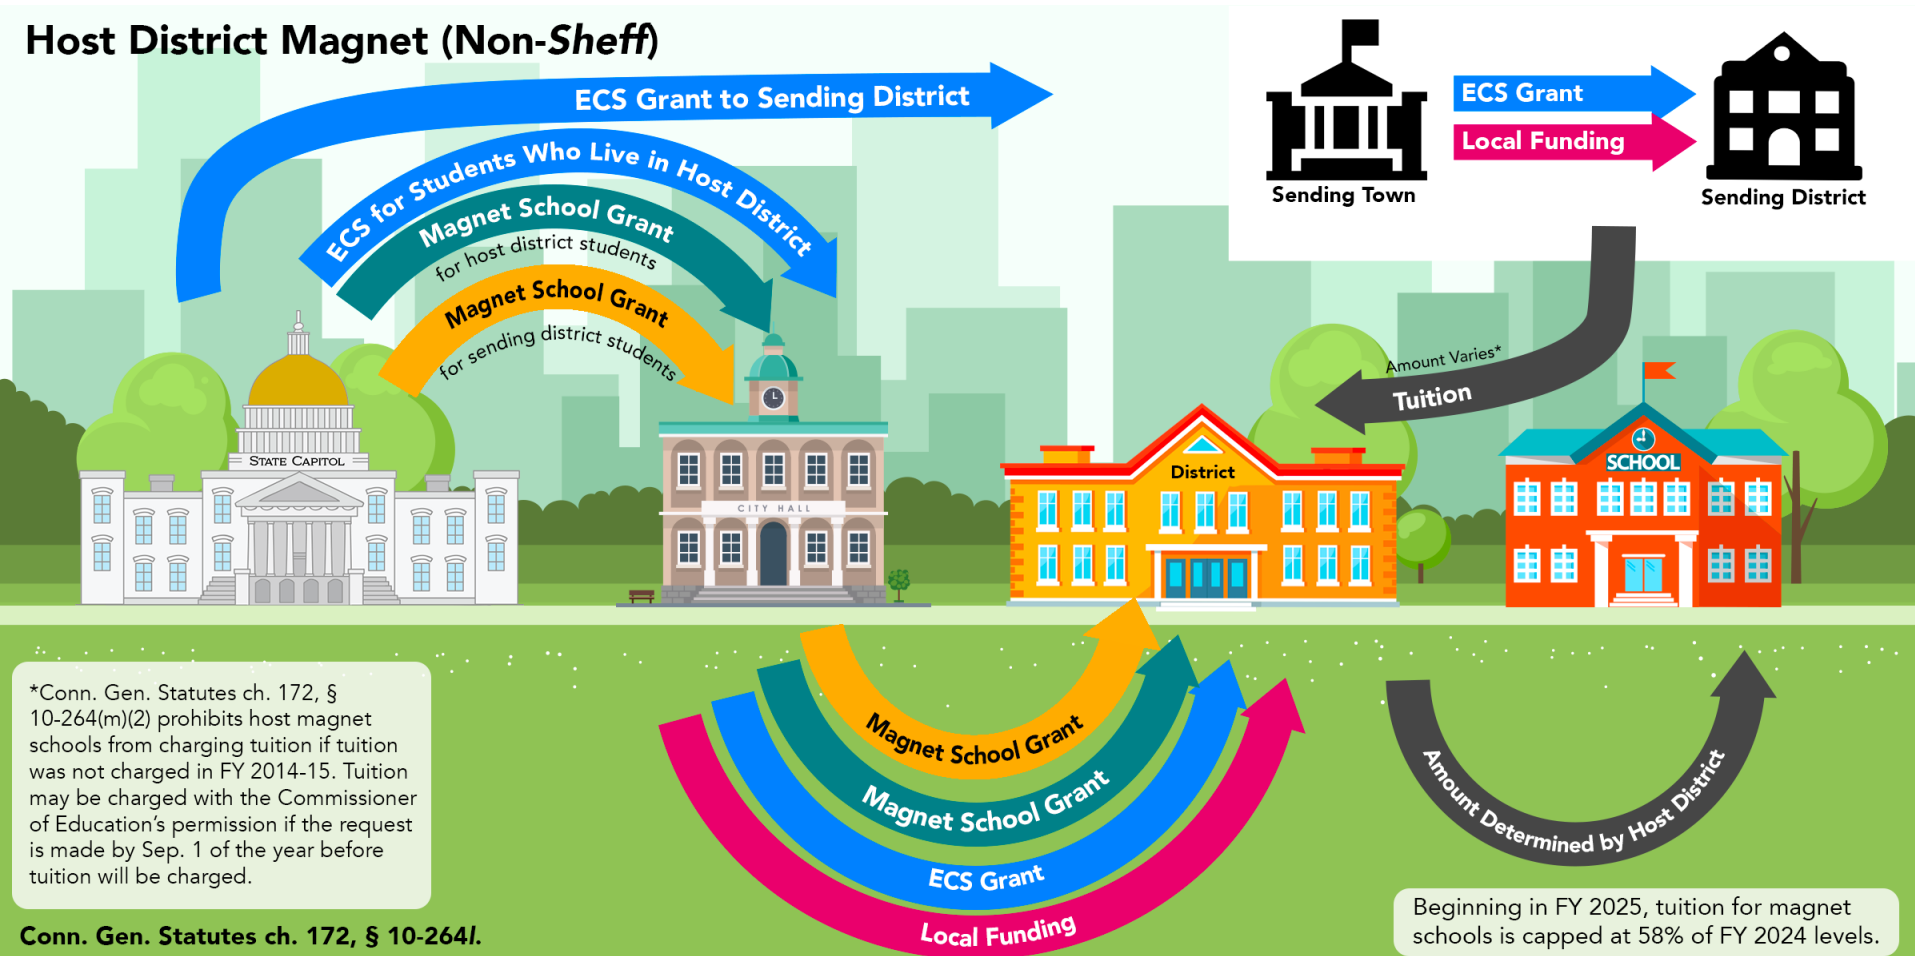 Host District Magnet (Non-Sheff)
ECS Grant to Sending District
ECS for Students Who Live in Host District
Magnet School Grant
for host district students
Magnet School Grant
for sending district students
ECS Grant
Local Funding
Sending Town
Sending District
Amount Varies*
Tuition
STATE CAPITOL
CITY HALL
District
SCHOOL
Magnet School Grant
Magnet School Grant
ECS Grant
Local Funding
Amount Determined by Host District
*Conn. Gen. Statutes ch. 172, §
10-264(m)(2) prohibits host magnet
schools from charging tuition if tuition
was not charged in FY 2014-15. Tuition
may be charged with the Commissioner
of Education's permission if the request
is made by Sep. 1 of the year before
tuition will be charged.
Conn. Gen. Statutes ch. 172, § 10-264l.
Beginning in FY 2025, tuition for magnet
schools is capped at 58% of FY 2024 levels.